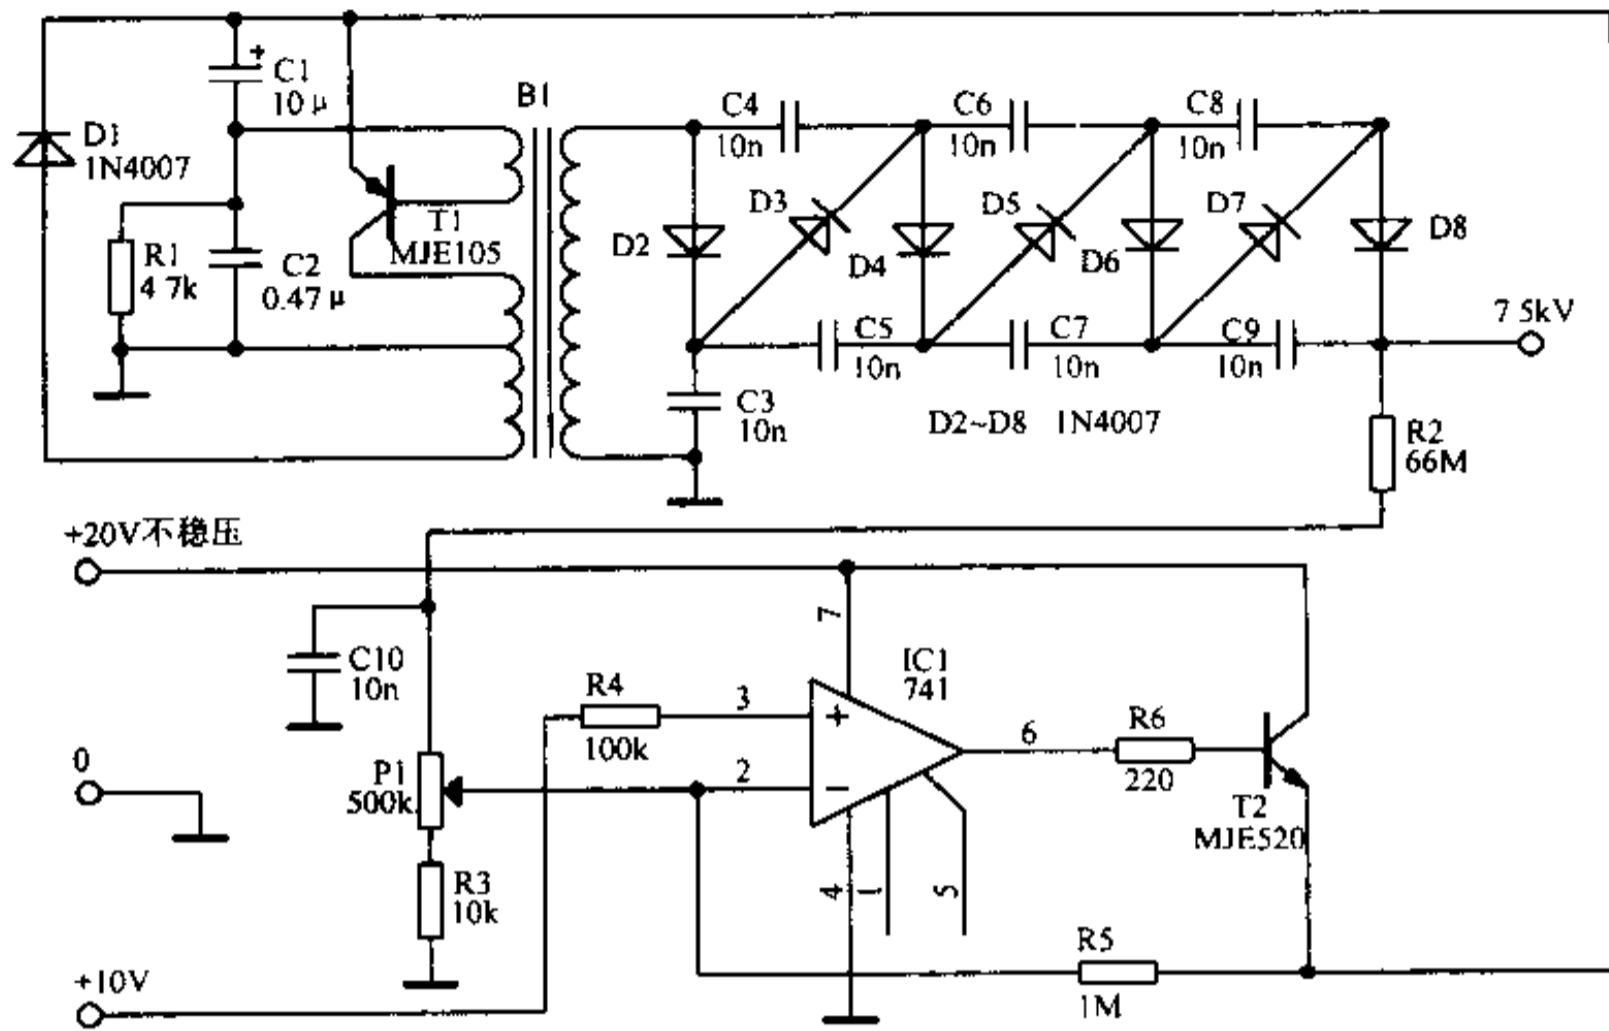 C1
10μ
B1
C4
10n
C6
10n
C8
10n
D1
1N4007
T1
MJE105
D2
D3
D4
D5
D6
D7
D8
R1
4 7k
C2
0.47μ
C5
10n
C7
10n
C9
10n
7 5kV
C3
10n
D2~D8 1N4007
R2
66M
+20V不稳压
C10
10n
R4
100k
3
2
7
IC1
741
6
R6
220
0
P1
500k
T2
MJE520
R3
10k
4
1
5
R5
1M
+10V
+
+
−